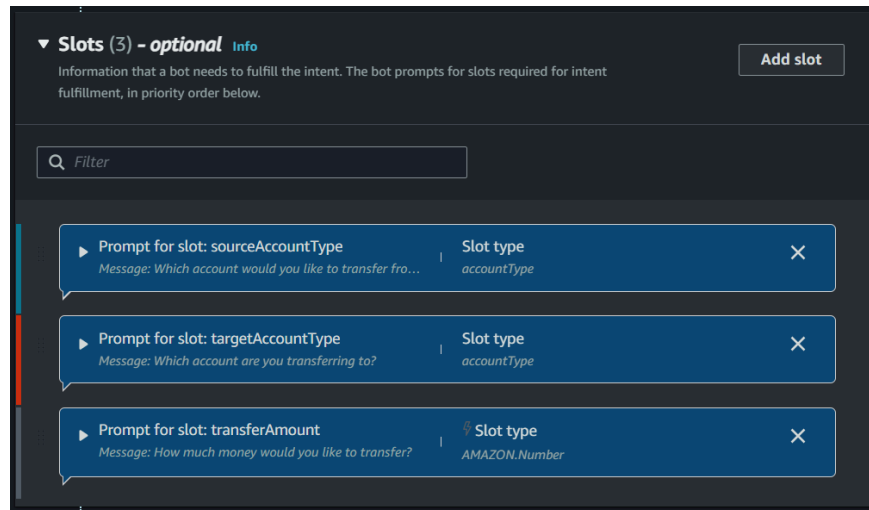 Slots (3) - optional Info
Information that a bot needs to fulfill the intent. The bot prompts for slots required for intent
fulfillment, in priority order below.
Add slot
Filter
Prompt for slot: sourceAccountType
Message: Which account would you like to transfer fro...
Slot type
accountType
Prompt for slot: targetAccountType
Message: Which account are you transferring to?
Slot type
accountType
Prompt for slot: transferAmount
Message: How much money would you like to transfer?
Slot type
AMAZON.Number